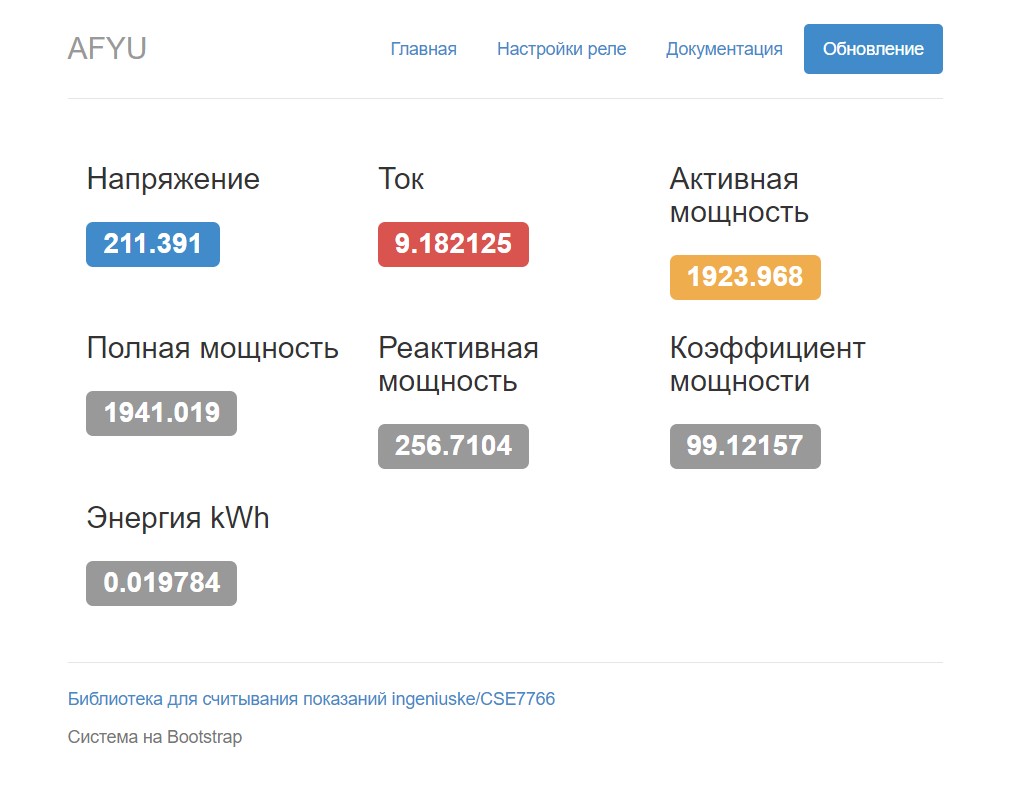 AFYU
Главная
Настройки реле
Документация
Обновление
Напряжение
211.391
Ток
9.182125
Активная
мощность
1923.968
Полная мощность
1941.019
Реактивная
мощность
256.7104
Коэффициент
мощности
99.12157
Энергия kWh
0.019784
Библиотека для считывания показаний ingeniuske/CSE7766
Система на Bootstrap